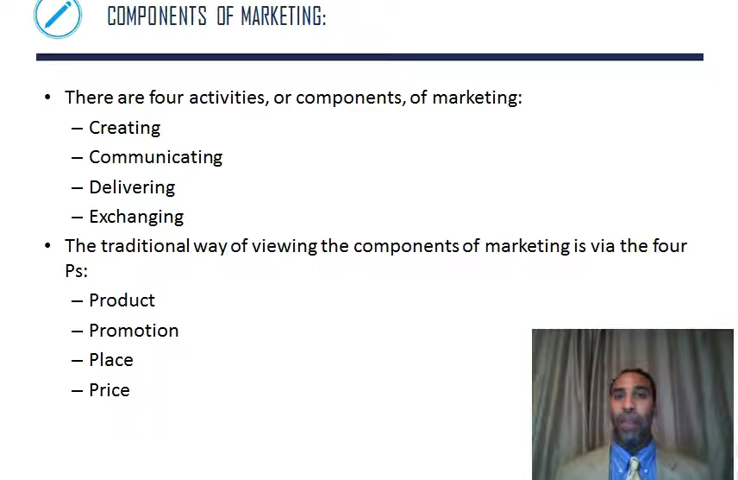 COMPONENTS OF MARKETING:
• There are four activities, or components, of marketing:
– Creating
– Communicating
– Delivering
– Exchanging
• The traditional way of viewing the components of marketing is via the four
Ps:
– Product
– Promotion
– Place
– Price